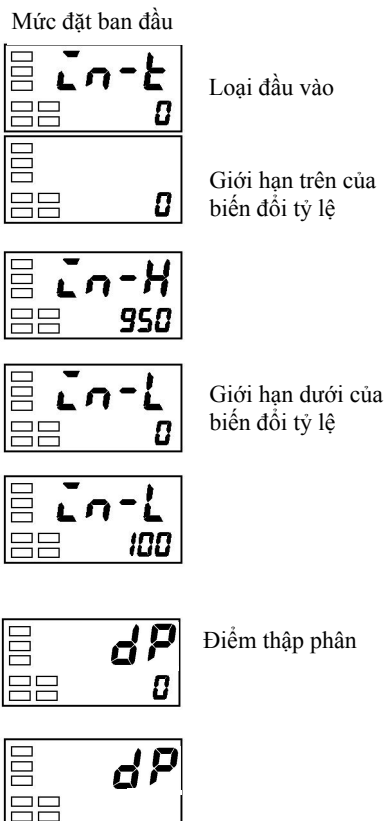 Mức đặt ban đầu
in-t
0
Loại đầu vào
0
Giới hạn trên của
biến đổi tỷ lệ
in-H
950
in-L
0
Giới hạn dưới của
biến đổi tỷ lệ
in-L
100
dP
0
Điểm thập phân
dP